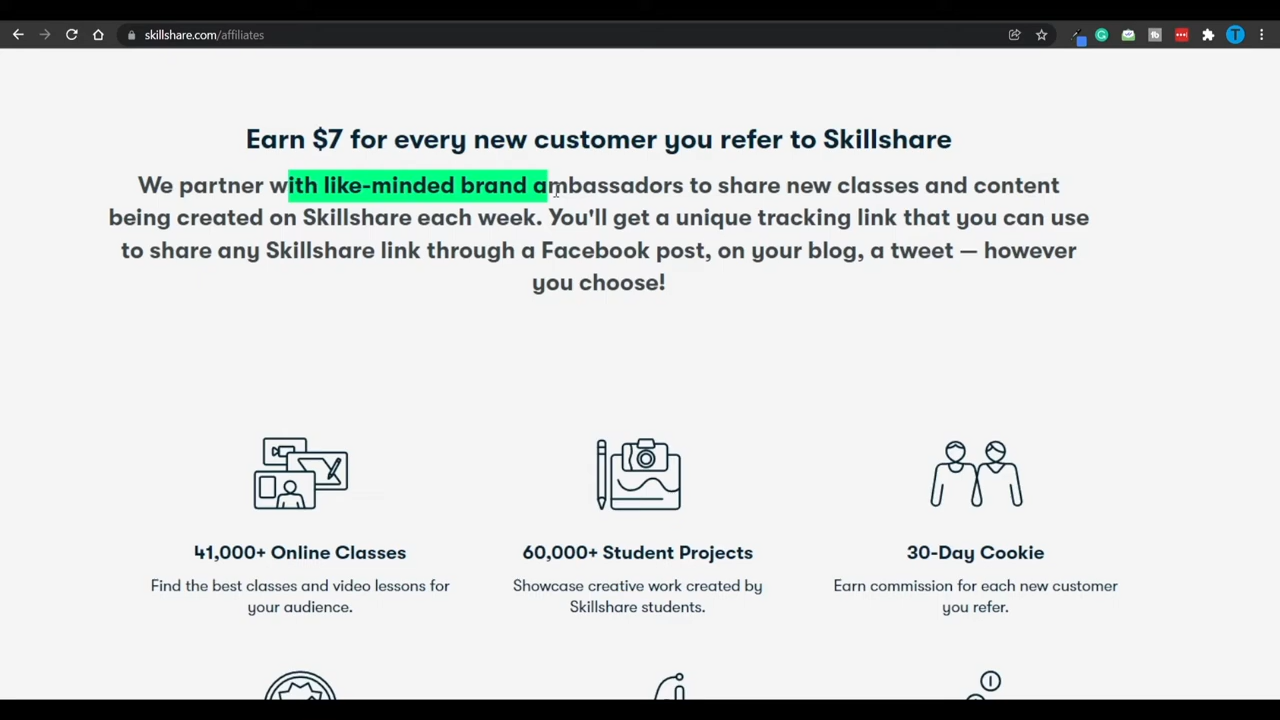 skillshare.com/affiliates
T
Earn $7 for every new customer you refer to Skillshare
We partner with like-minded brand ambassadors to share new classes and content
being created on Skillshare each week. You'll get a unique tracking link that you can use
to share any Skillshare link through a Facebook post, on your blog, a tweet — however
you choose!
41,000+ Online Classes
60,000+ Student Projects
30-Day Cookie
Find the best classes and video lessons for
your audience.
Showcase creative work created by
Skillshare students.
Earn commission for each new customer
you refer.